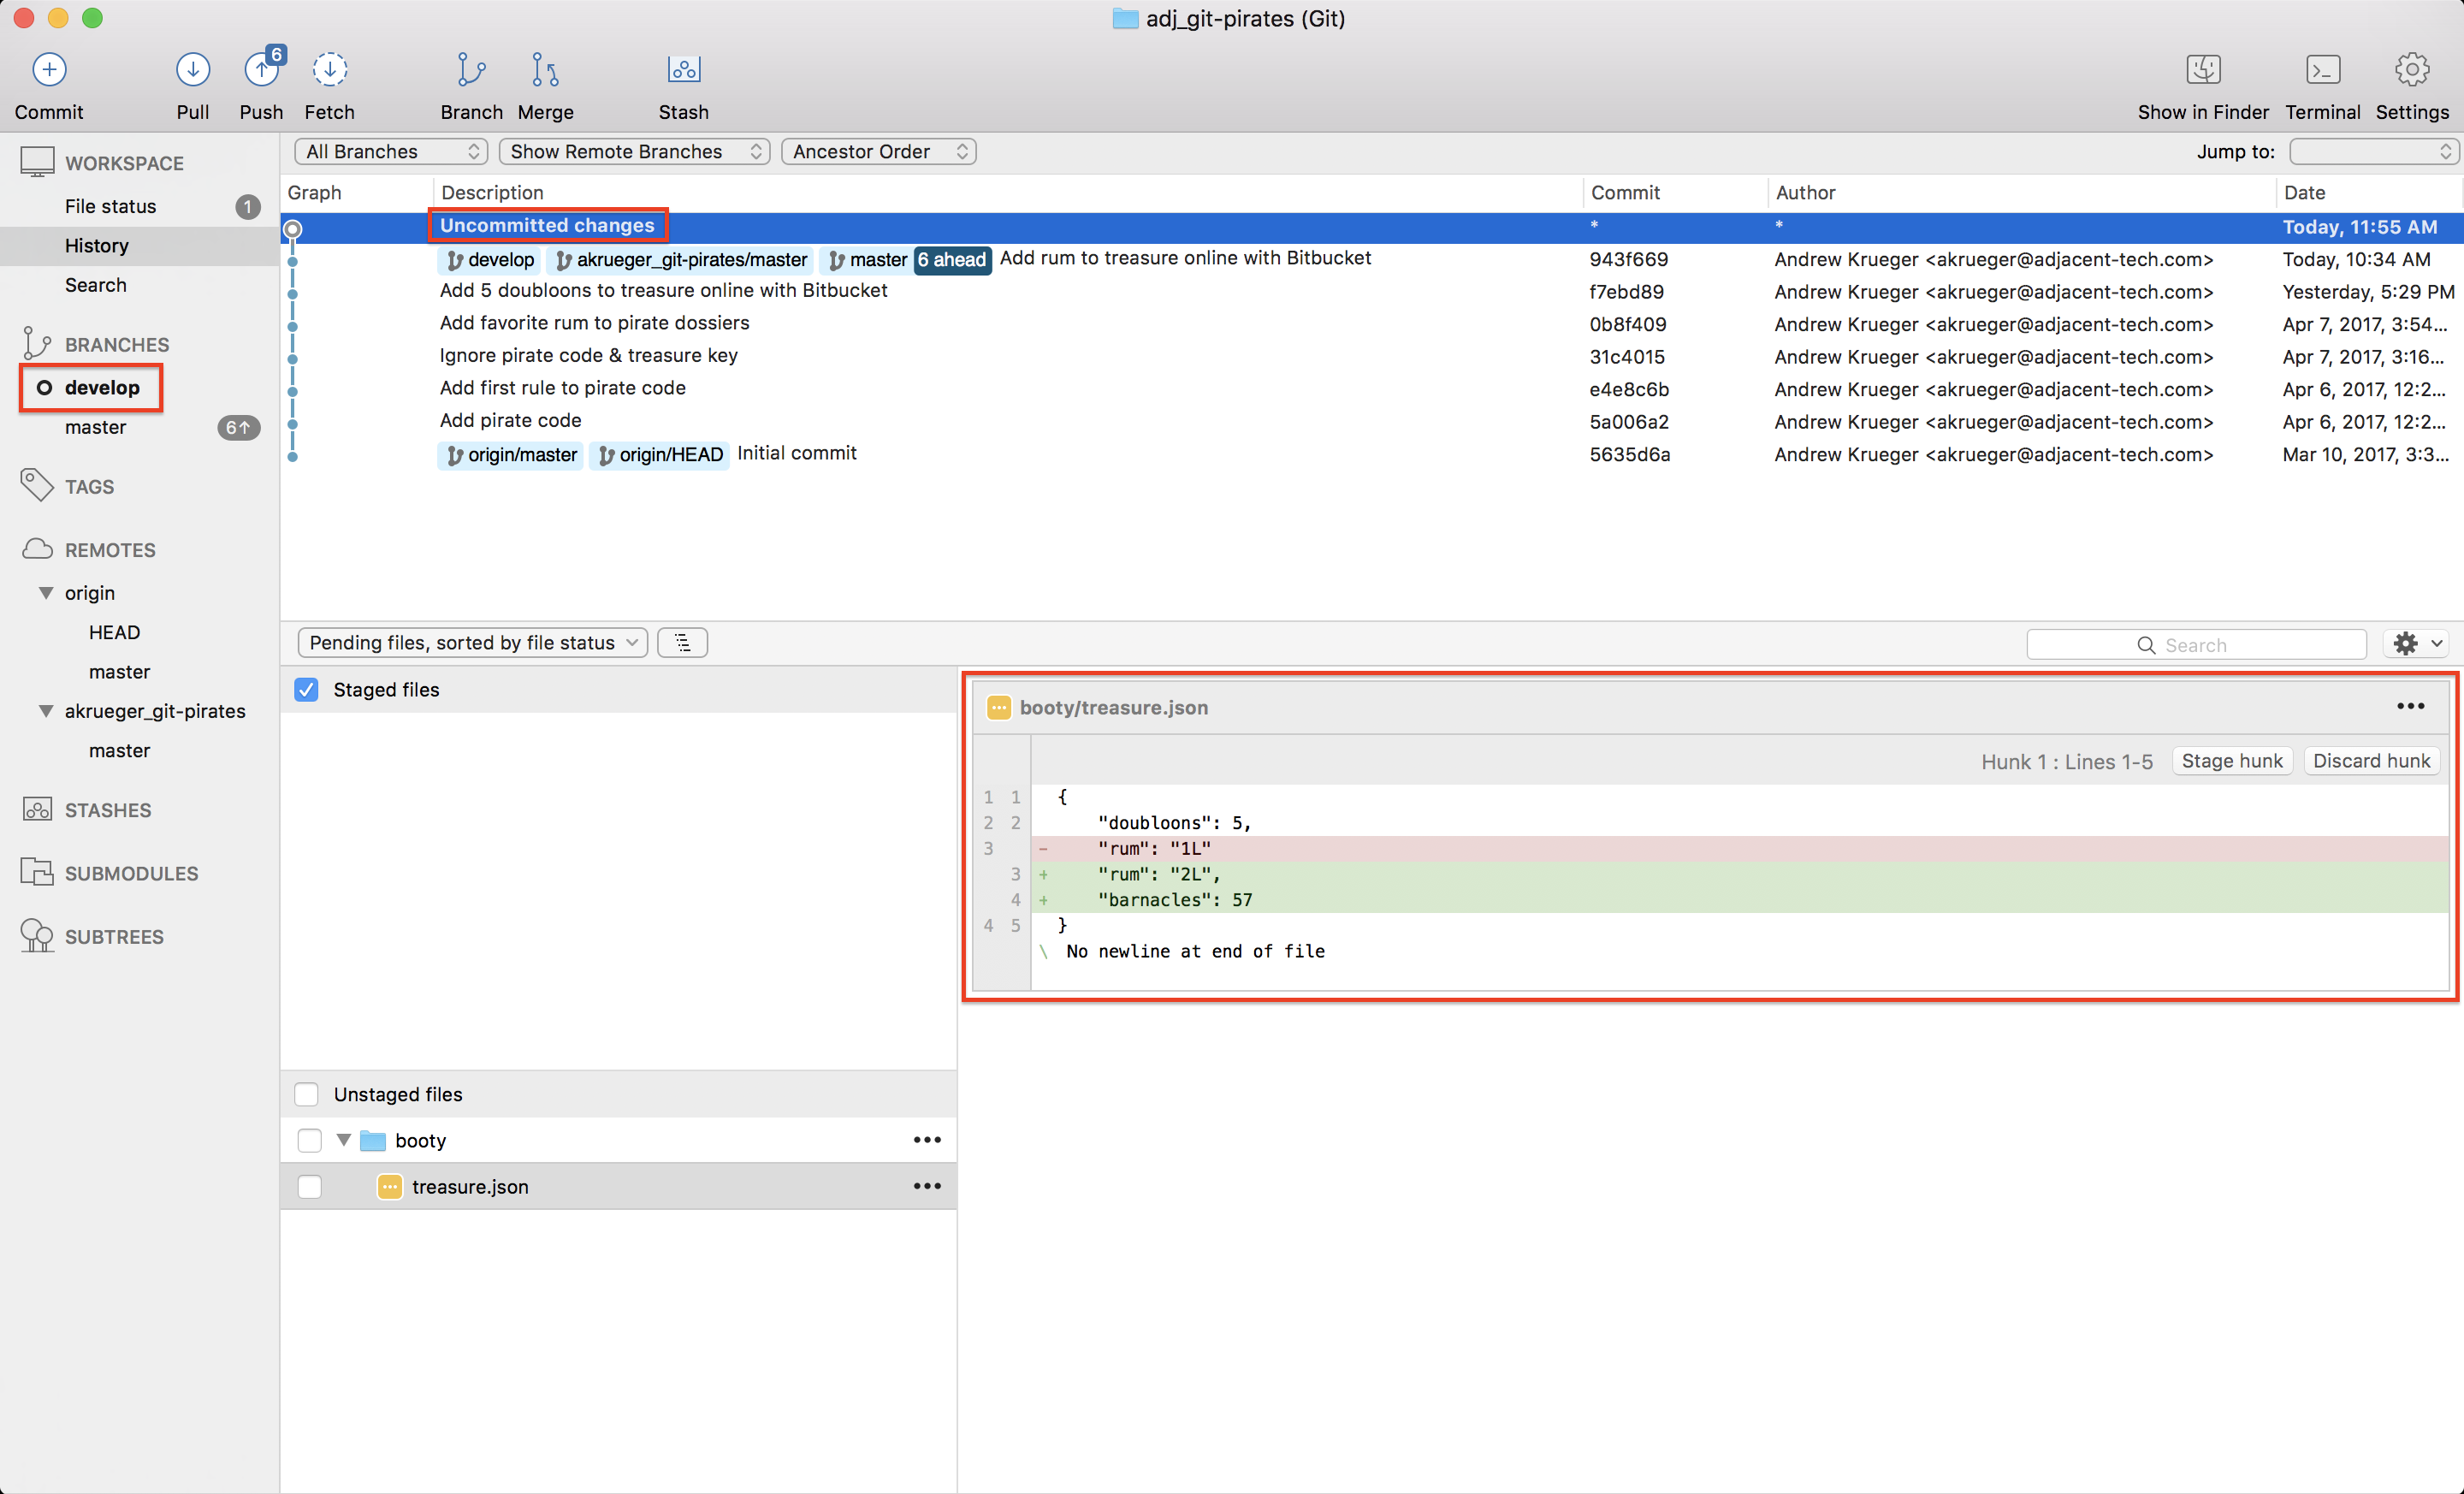 adj_git-pirates (Git)
6
Commit Pull Push Fetch Branch Merge Stash Show in Finder Terminal Settings
WORKSPACE
File status 1
History
Search
BRANCHES
develop
master 6↑
TAGS
REMOTES
origin
HEAD
master
akrueger_git-pirates
master
STASHES
SUBMODULES
SUBTREES
All Branches Show Remote Branches Ancestor Order Jump to:
Graph Description Commit Author Date
Uncommitted changes * * Today, 11:55 AM
develop akrueger_git-pirates/master master 6 ahead Add rum to treasure online with Bitbucket 943f669 Andrew Krueger <akrueger@adjacent-tech.com> Today, 10:34 AM
Add 5 doubloons to treasure online with Bitbucket f7ebd89 Andrew Krueger <akrueger@adjacent-tech.com> Yesterday, 5:29 PM
Add favorite rum to pirate dossiers 0b8f409 Andrew Krueger <akrueger@adjacent-tech.com> Apr 7, 2017, 3:54...
Ignore pirate code & treasure key 31c4015 Andrew Krueger <akrueger@adjacent-tech.com> Apr 7, 2017, 3:16...
Add first rule to pirate code e4e8c6b Andrew Krueger <akrueger@adjacent-tech.com> Apr 6, 2017, 12:2...
Add pirate code 5a006a2 Andrew Krueger <akrueger@adjacent-tech.com> Apr 6, 2017, 12:2...
origin/master origin/HEAD Initial commit 5635d6a Andrew Krueger <akrueger@adjacent-tech.com> Mar 10, 2017, 3:3...
Pending files, sorted by file status Search
Staged files
Unstaged files
booty
treasure.json
booty/treasure.json
Hunk 1 : Lines 1-5 Stage hunk Discard hunk
1 1 {
2 2 "doubloons": 5,
3 - "rum": "1L"
3 + "rum": "2L",
4 + "barnacles": 57
4 5 }
\ No newline at end of file